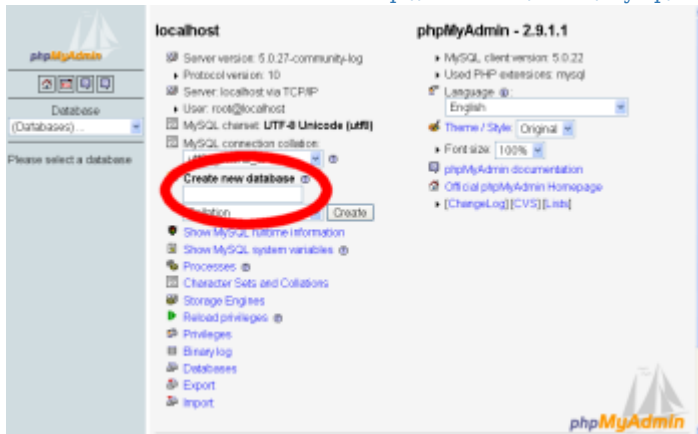 phpMyAdmin
Database
(Databases) ...
Please select a database
localhost
Server version: 5.0.27-community-log
Protocol version: 10
Server: localhost via TCP/IP
User: root@localhost
MySQL charset: UTF-8 Unicode (utf8)
MySQL connection collation:
Create new database
Collation
Create
Show MySQL runtime information
Show MySQL system variables
Processes
Character Sets and Collations
Storage Engines
Reload privileges
Privileges
Binary log
Databases
Export
Import
phpMyAdmin - 2.9.1.1
MySQL client version: 5.0.22
Used PHP extensions: mysql
Language
English
Theme / Style: Original
Font size: 100%
phpMyAdmin documentation
Official phpMyAdmin Homepage
[ChangeLog] [CVS] [Lists]
phpMyAdmin